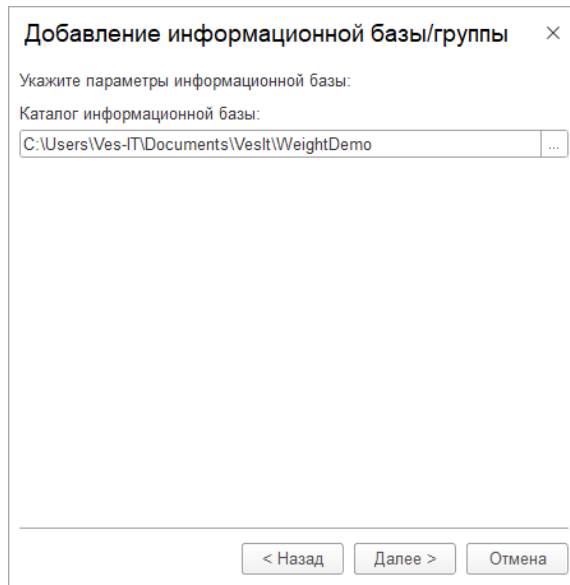 Добавление информационной базы/группы
Укажите параметры информационной базы:
Каталог информационной базы:
C:\Users\Ves-IT\Documents\VesIt\WeightDemo
...
< Назад
Далее >
Отмена